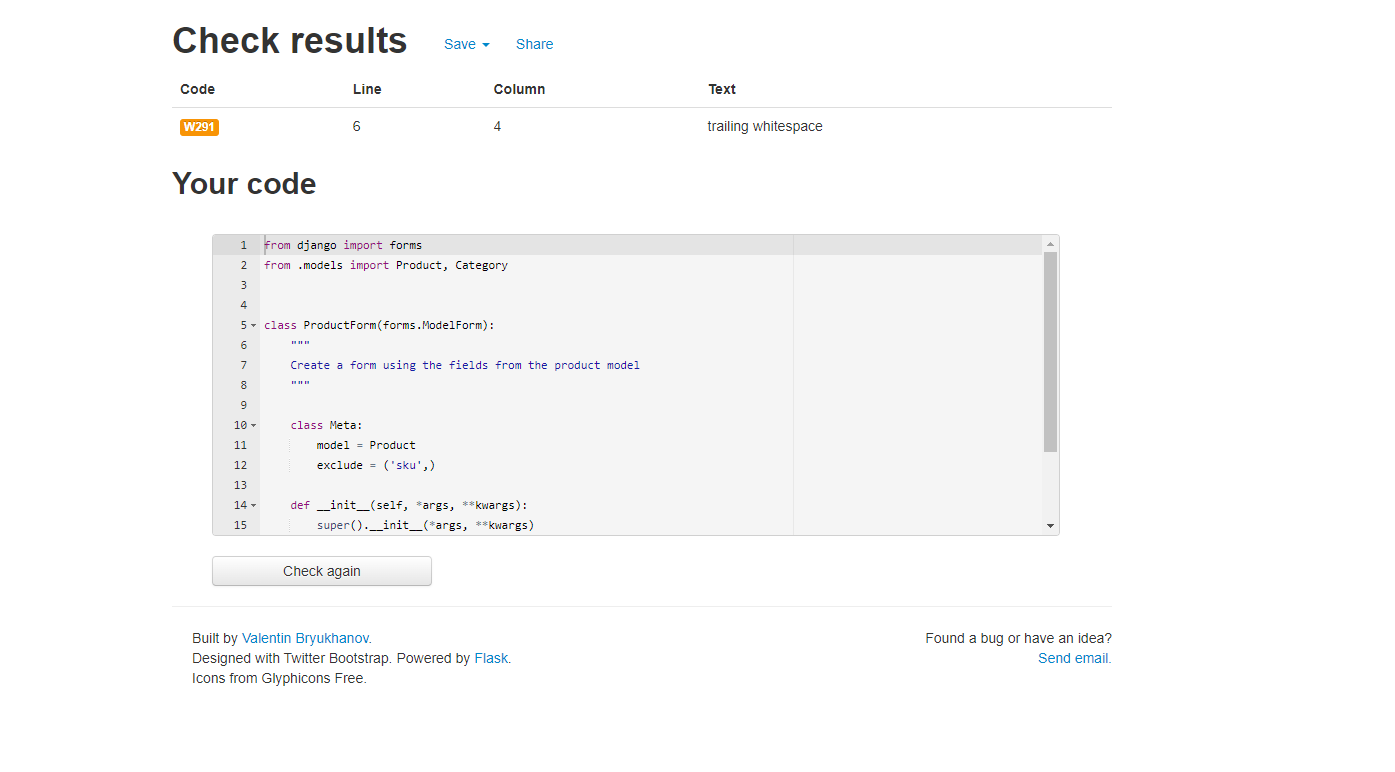 Check results Save Share
Code Line Column Text
W291 6 4 trailing whitespace
Your code
1 from django import forms
2 from .models import Product, Category
3
4
5 class ProductForm(forms.ModelForm):
6     """
7     Create a form using the fields from the product model
8     """
9
10     class Meta:
11         model = Product
12         exclude = ('sku',)
13
14     def __init__(self, *args, **kwargs):
15         super().__init__(*args, **kwargs)
Check again
Built by Valentin Bryukhanov. Found a bug or have an idea?
Designed with Twitter Bootstrap. Powered by Flask. Send email.
Icons from Glyphicons Free.